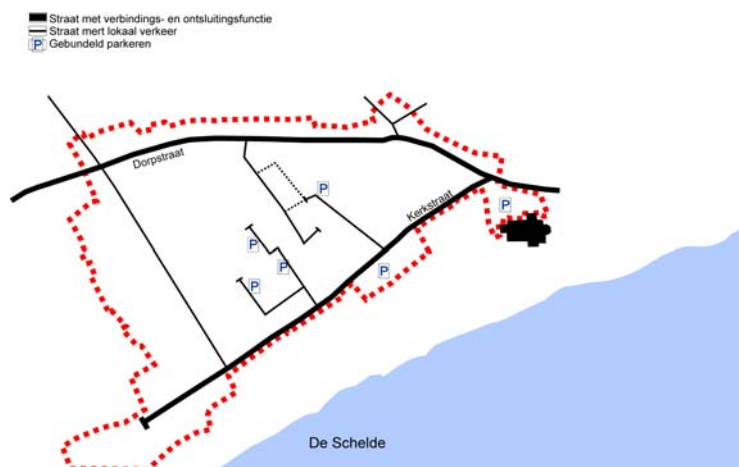 Straat met verbindings- en ontsluitingsfunctie
Straat mert lokaal verkeer
P Gebundeld parkeren
Dorpstraat
P
Kerkstraat
P
P
P
P
P
De Schelde